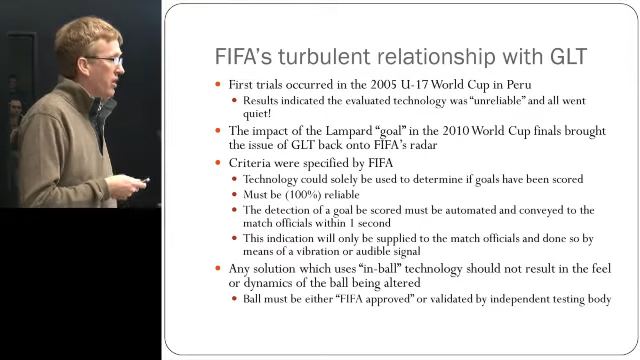 FIFA's turbulent relationship with GLT
First trials occurred in the 2005 U-17 World Cup in Peru
Results indicated the evaluated technology was "unreliable" and all went
quiet!
The impact of the Lampard "goal" in the 2010 World Cup finals brought
the issue of GLT back onto FIFA's radar
Criteria were specified by FIFA
Technology could solely be used to determine if goals have been scored
Must be (100%) reliable
The detection of a goal be scored must be automated and conveyed to the
match officials within 1 second
This indication will only be supplied to the match officials and done so by
means of a vibration or audible signal
Any solution which uses "in-ball" technology should not result in the feel
or dynamics of the ball being altered
Ball must be either "FIFA approved" or validated by independent testing body